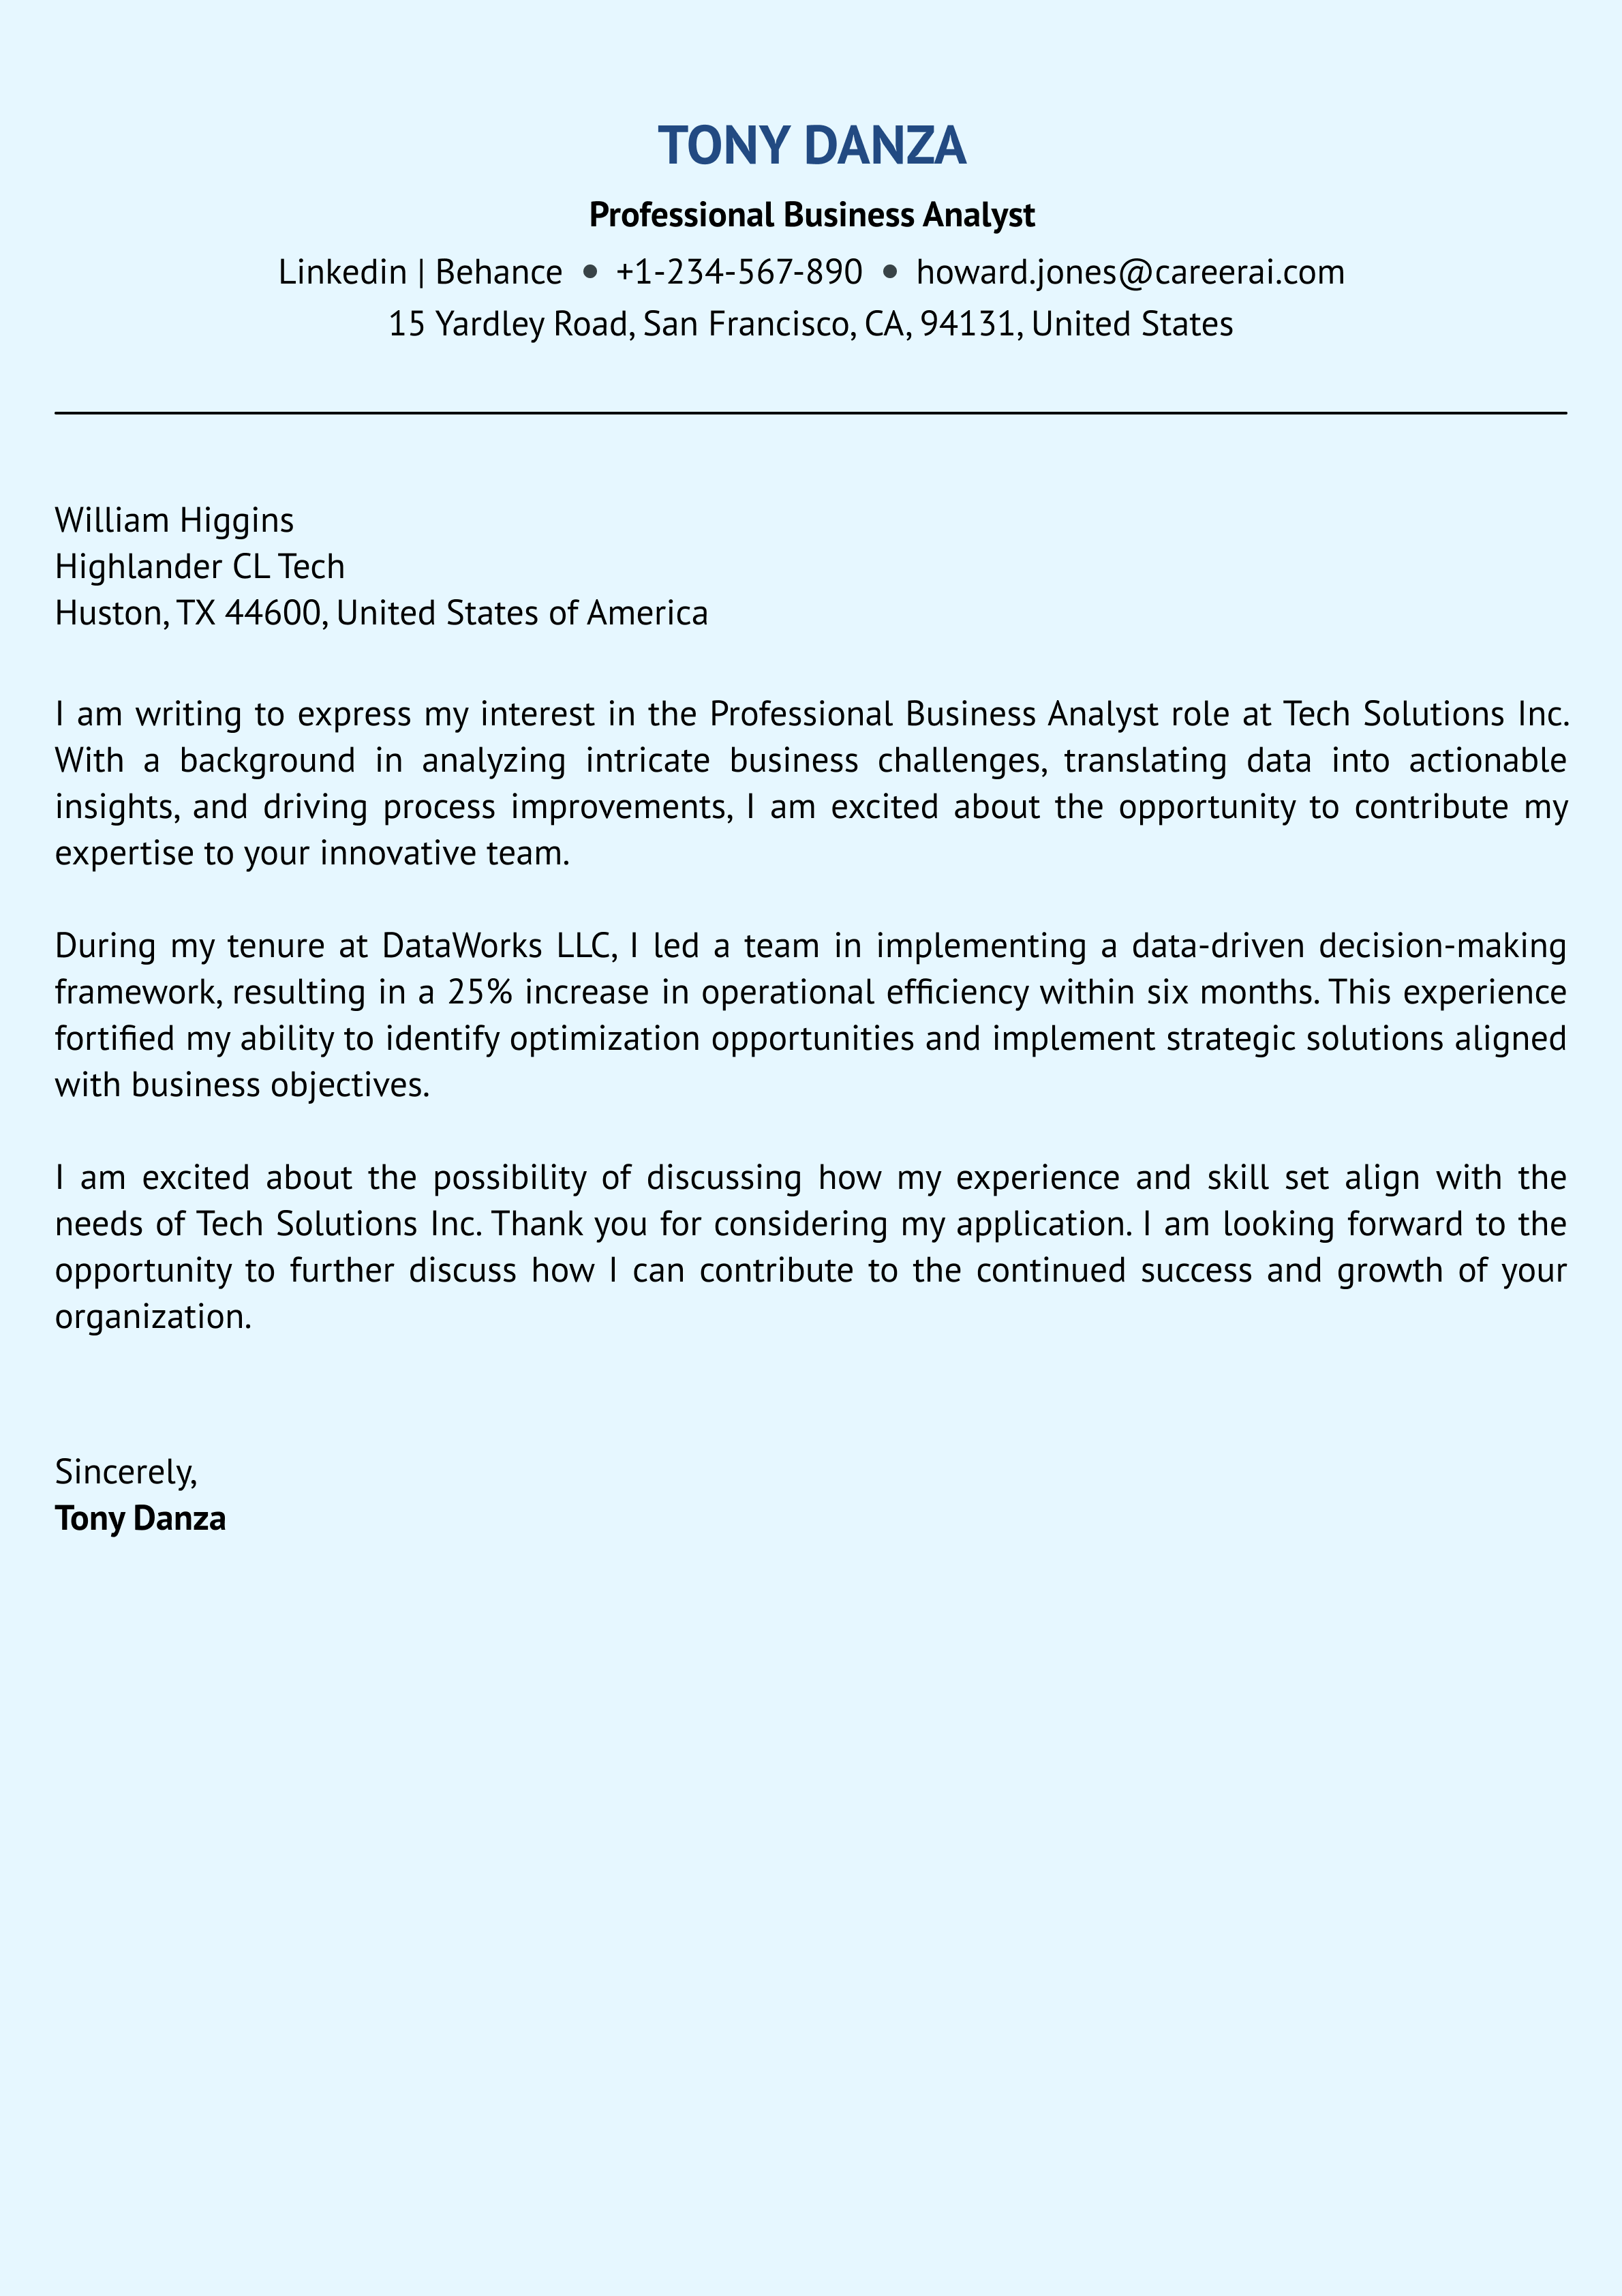 TONY DANZA
Professional Business Analyst
Linkedin | Behance • +1-234-567-890 • howard.jones@careerai.com
15 Yardley Road, San Francisco, CA, 94131, United States
William Higgins
Highlander CL Tech
Huston, TX 44600, United States of America
I am writing to express my interest in the Professional Business Analyst role at Tech Solutions Inc.
With a background in analyzing intricate business challenges, translating data into actionable
insights, and driving process improvements, I am excited about the opportunity to contribute my
expertise to your innovative team.
During my tenure at DataWorks LLC, I led a team in implementing a data-driven decision-making
framework, resulting in a 25% increase in operational efficiency within six months. This experience
fortified my ability to identify optimization opportunities and implement strategic solutions aligned
with business objectives.
I am excited about the possibility of discussing how my experience and skill set align with the
needs of Tech Solutions Inc. Thank you for considering my application. I am looking forward to the
opportunity to further discuss how I can contribute to the continued success and growth of your
organization.
Sincerely,
Tony Danza